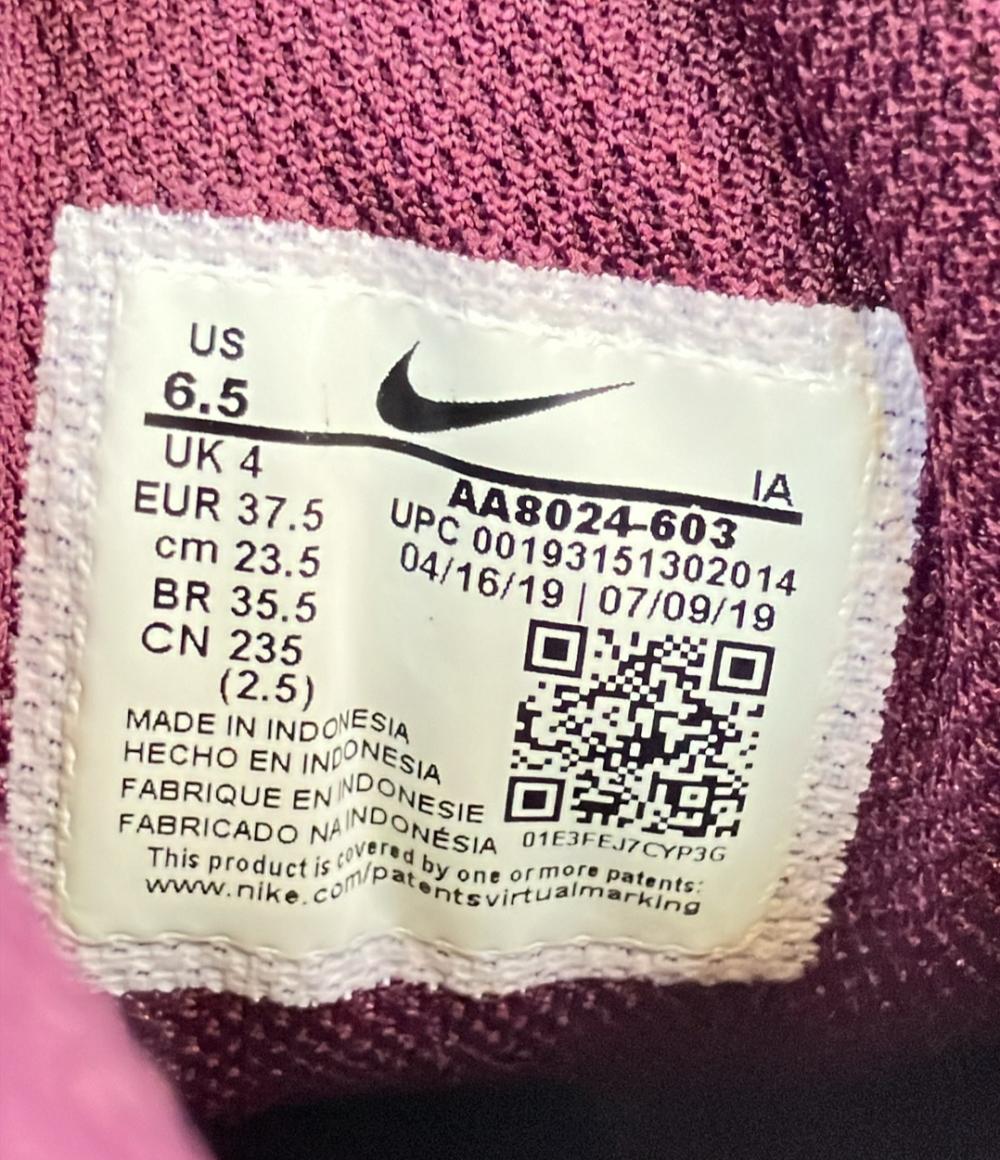 US
6.5
UK 4
EUR 37.5
cm 23.5
BR 35.5
CN 235
(2.5)
IA
AA8024-603
UPC 00193151302014
04/16/19 | 07/09/19
01E3FEJ7CYP3G
MADE IN INDONESIA
HECHO EN INDONESIA
FABRIQUE EN INDONESIE
FABRICADO NA INDONÉSIA
This product is covered by one or more patents:
www.nike.com/patentsvirtualmarking